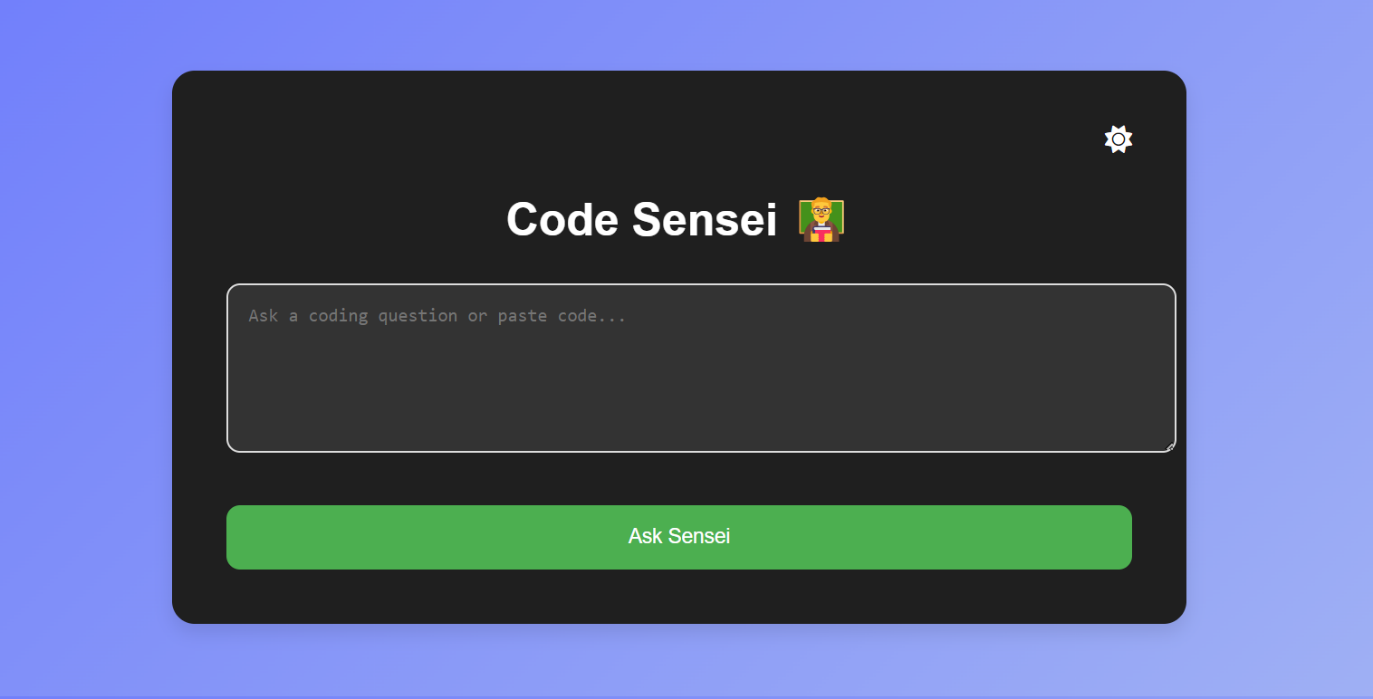 Code Sensei 👩‍🏫
Ask a coding question or paste code...
Ask Sensei